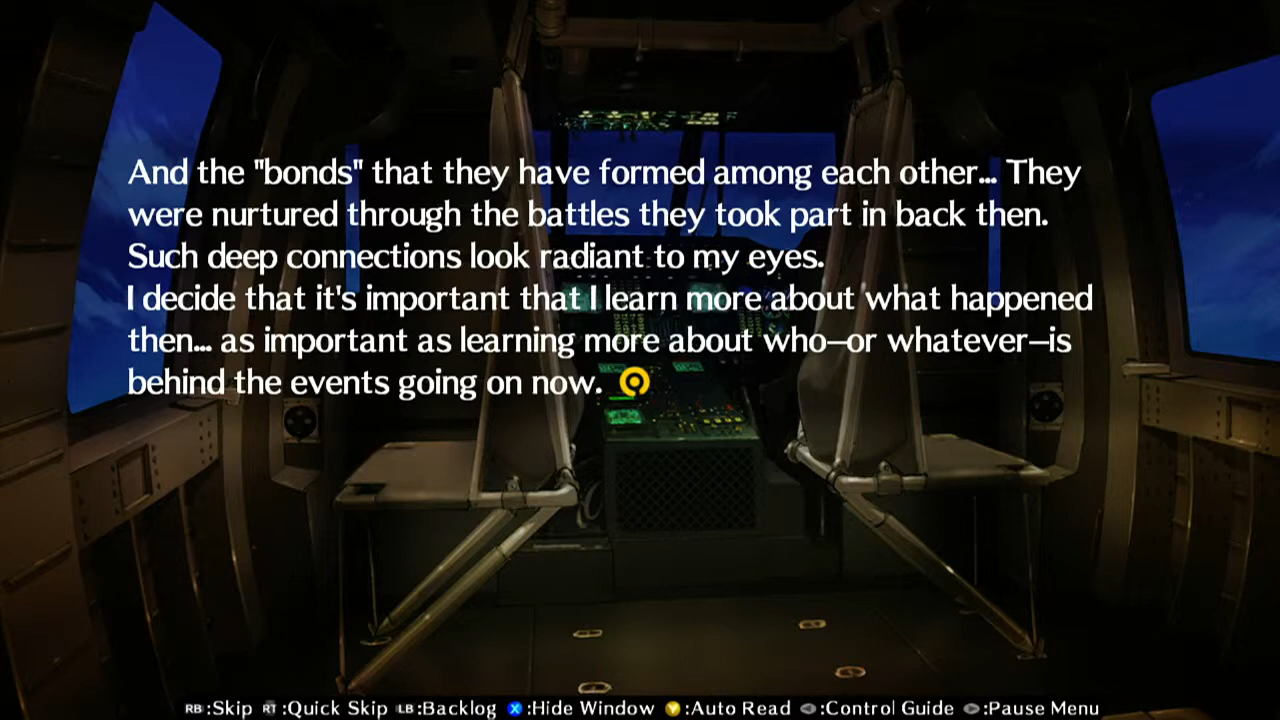 And the "bonds" that they have formed among each other... They
were nurtured through the battles they took part in back then.
Such deep connections look radiant to my eyes.
I decide that it's important that I learn more about what happened
then... as important as learning more about who—or whatever—is
behind the events going on now.
RB :Skip RT :Quick Skip LB :Backlog X :Hide Window Y :Auto Read :Control Guide :Pause Menu